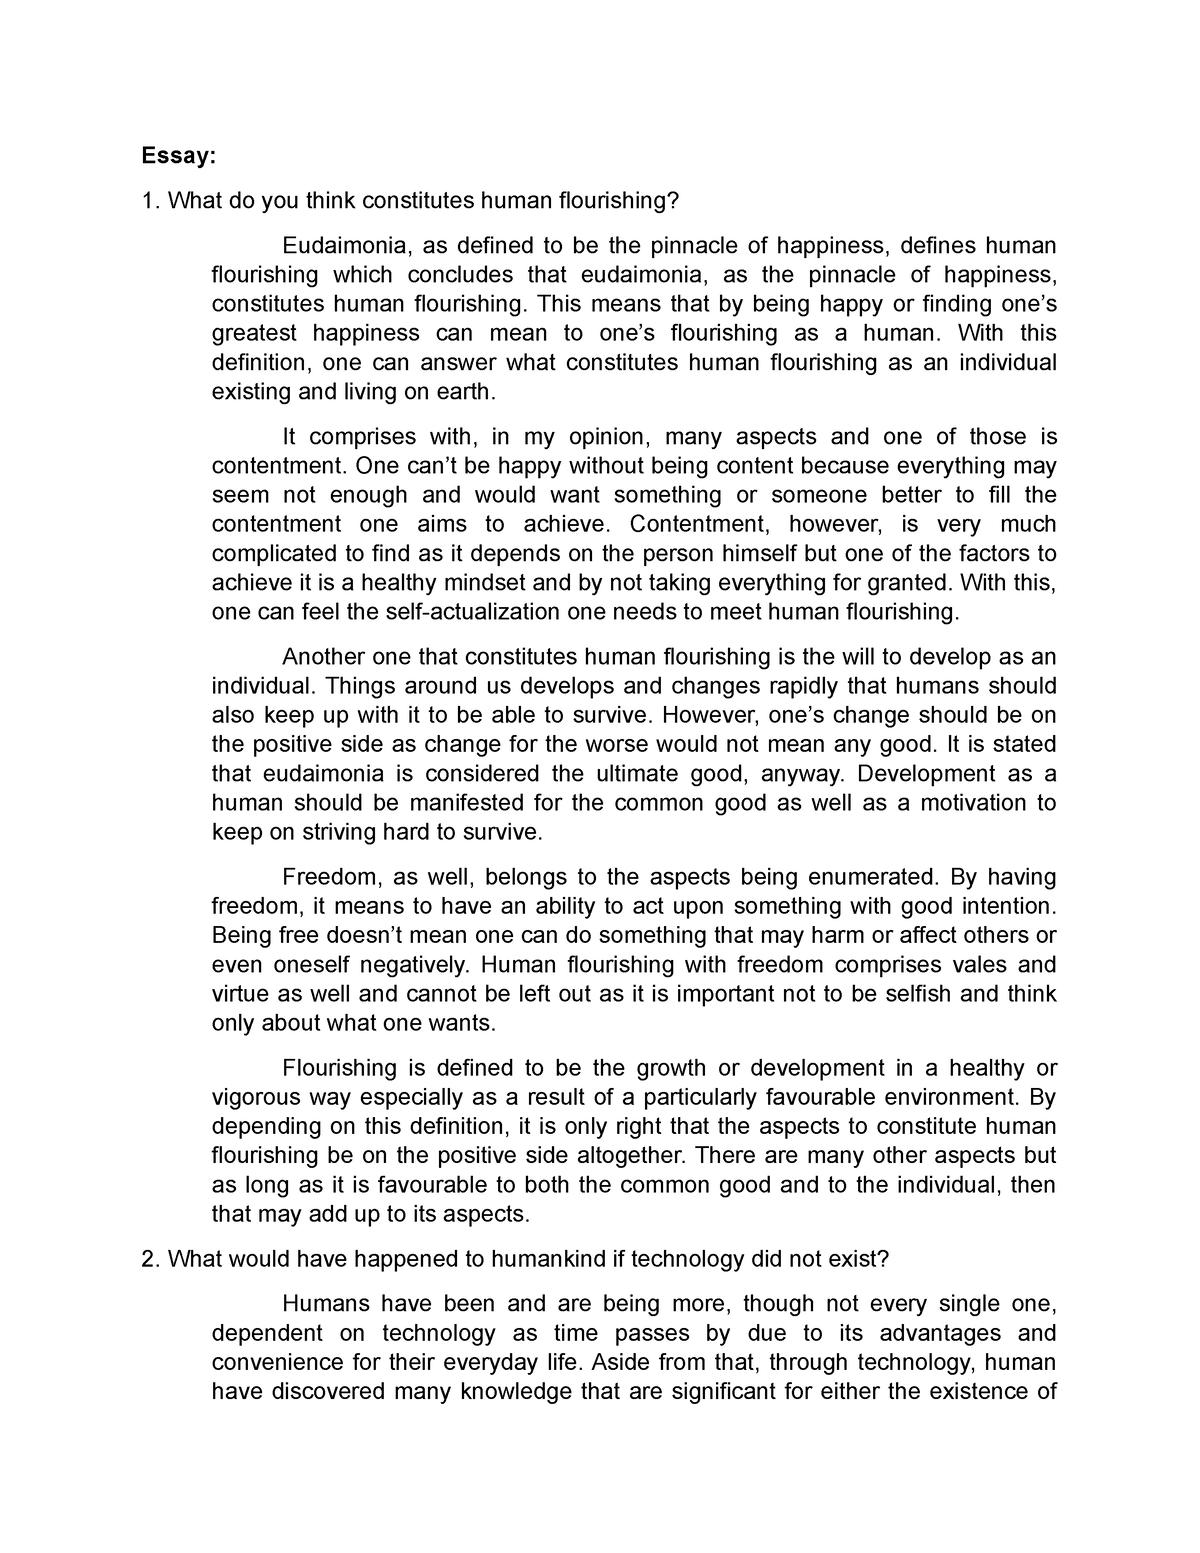 Essay:
1. What do you think constitutes human flourishing?
Eudaimonia, as defined to be the pinnacle of happiness, defines human
flourishing which concludes that eudaimonia, as the pinnacle of happiness,
constitutes human flourishing. This means that by being happy or finding one’s
greatest happiness can mean to one’s flourishing as a human. With this
definition, one can answer what constitutes human flourishing as an individual
existing and living on earth.
It comprises with, in my opinion, many aspects and one of those is
contentment. One can’t be happy without being content because everything may
seem not enough and would want something or someone better to fill the
contentment one aims to achieve. Contentment, however, is very much
complicated to find as it depends on the person himself but one of the factors to
achieve it is a healthy mindset and by not taking everything for granted. With this,
one can feel the self-actualization one needs to meet human flourishing.
Another one that constitutes human flourishing is the will to develop as an
individual. Things around us develops and changes rapidly that humans should
also keep up with it to be able to survive. However, one’s change should be on
the positive side as change for the worse would not mean any good. It is stated
that eudaimonia is considered the ultimate good, anyway. Development as a
human should be manifested for the common good as well as a motivation to
keep on striving hard to survive.
Freedom, as well, belongs to the aspects being enumerated. By having
freedom, it means to have an ability to act upon something with good intention.
Being free doesn’t mean one can do something that may harm or affect others or
even oneself negatively. Human flourishing with freedom comprises vales and
virtue as well and cannot be left out as it is important not to be selfish and think
only about what one wants.
Flourishing is defined to be the growth or development in a healthy or
vigorous way especially as a result of a particularly favourable environment. By
depending on this definition, it is only right that the aspects to constitute human
flourishing be on the positive side altogether. There are many other aspects but
as long as it is favourable to both the common good and to the individual, then
that may add up to its aspects.
2. What would have happened to humankind if technology did not exist?
Humans have been and are being more, though not every single one,
dependent on technology as time passes by due to its advantages and
convenience for their everyday life. Aside from that, through technology, human
have discovered many knowledge that are significant for either the existence of